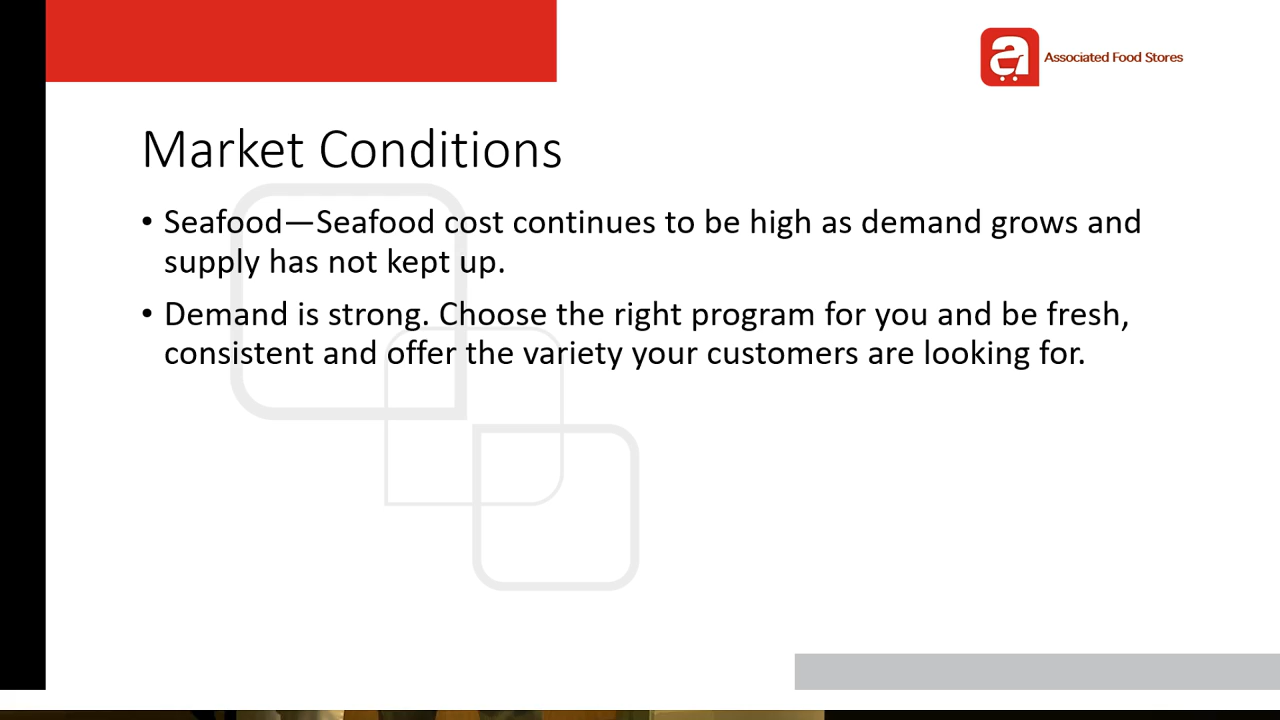 Associated Food Stores
Market Conditions
• Seafood—Seafood cost continues to be high as demand grows and
supply has not kept up.
• Demand is strong. Choose the right program for you and be fresh,
consistent and offer the variety your customers are looking for.